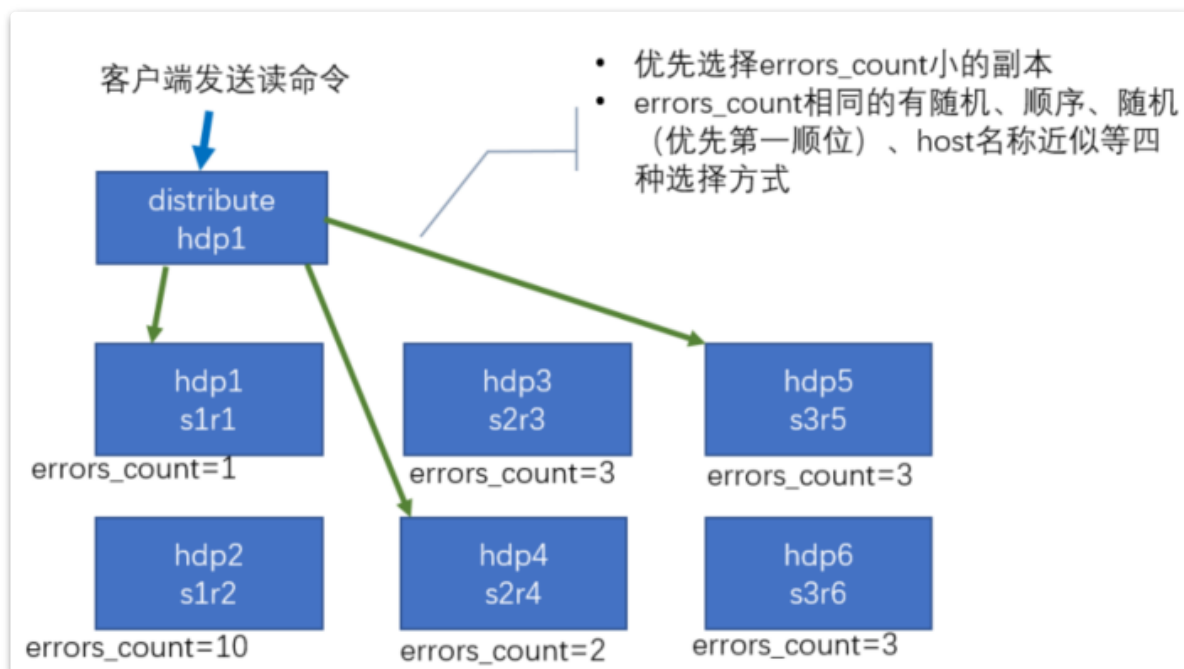 客户端发送读命令
• 优先选择errors_count小的副本
• errors_count相同的有随机、顺序、随机
（优先第一顺位）、host名称近似等四
种选择方式
distribute
hdp1
hdp1
s1r1
errors_count=1
hdp3
s2r3
errors_count=3
hdp5
s3r5
errors_count=3
hdp2
s1r2
errors_count=10
hdp4
s2r4
errors_count=2
hdp6
s3r6
errors_count=3